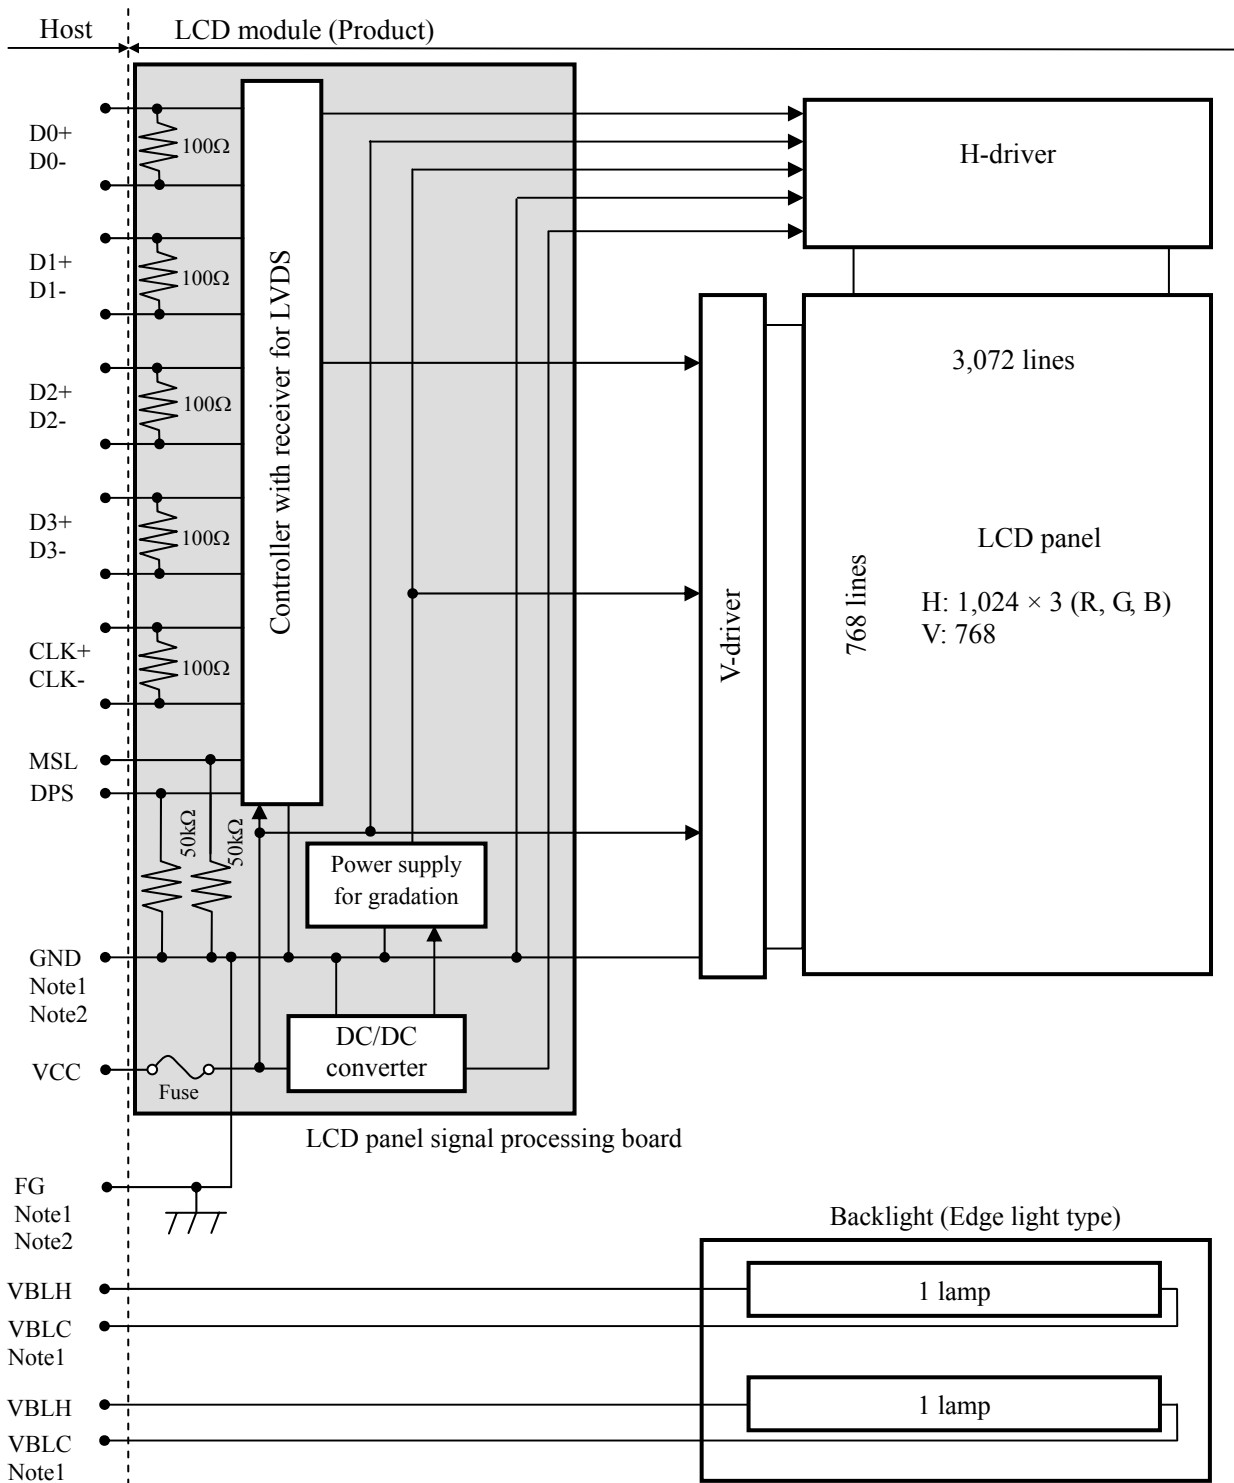 Host
LCD module (Product)
D0+
D0-
100Ω
D1+
D1-
100Ω
D2+
D2-
100Ω
D3+
D3-
100Ω
CLK+
CLK-
100Ω
MSL
DPS
50kΩ
50kΩ
GND
Note1
Note2
VCC
Fuse
Controller with receiver for LVDS
Power supply
for gradation
DC/DC
converter
LCD panel signal processing board
H-driver
V-driver
3,072 lines
768 lines
LCD panel
H: 1,024 × 3 (R, G, B)
V: 768
FG
Note1
Note2
Backlight (Edge light type)
VBLH
1 lamp
VBLC
Note1
VBLH
1 lamp
VBLC
Note1